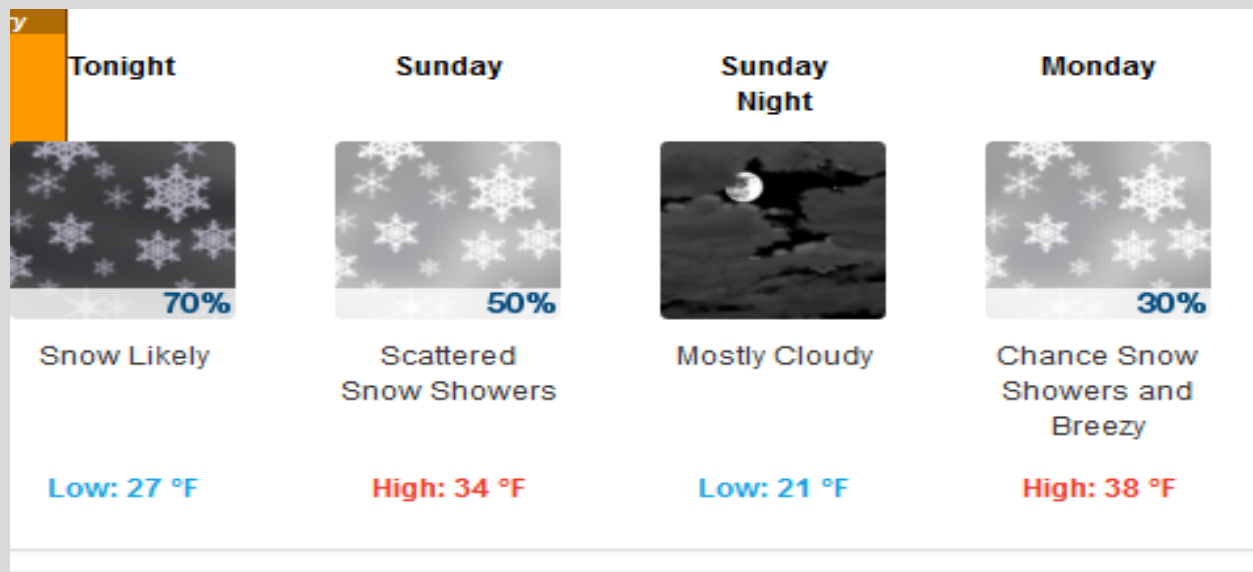 ry
Tonight
Sunday
Sunday
Night
Monday
70%
50%
30%
Snow Likely
Scattered
Snow Showers
Mostly Cloudy
Chance Snow
Showers and
Breezy
Low: 27 °F
High: 34 °F
Low: 21 °F
High: 38 °F